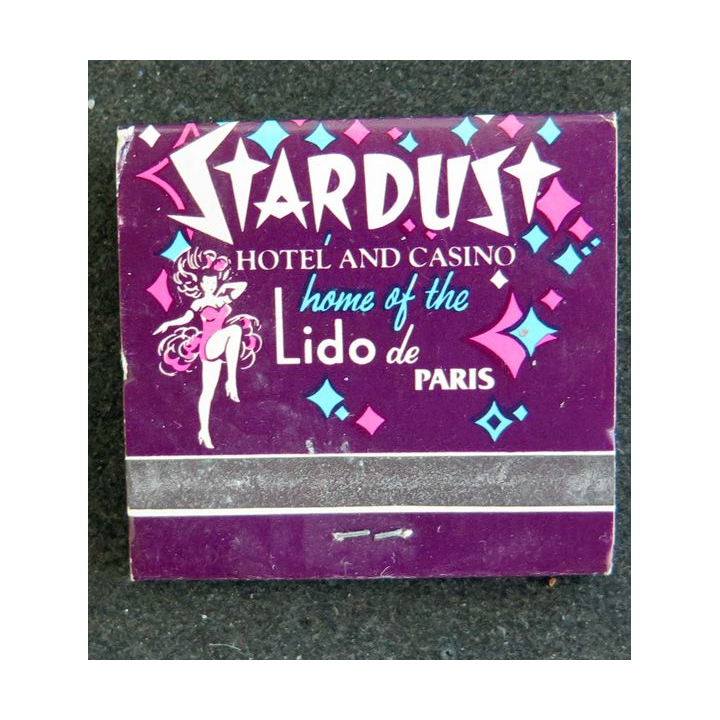 STARDUST
HOTEL AND CASINO
home of the
Lido de
PARIS